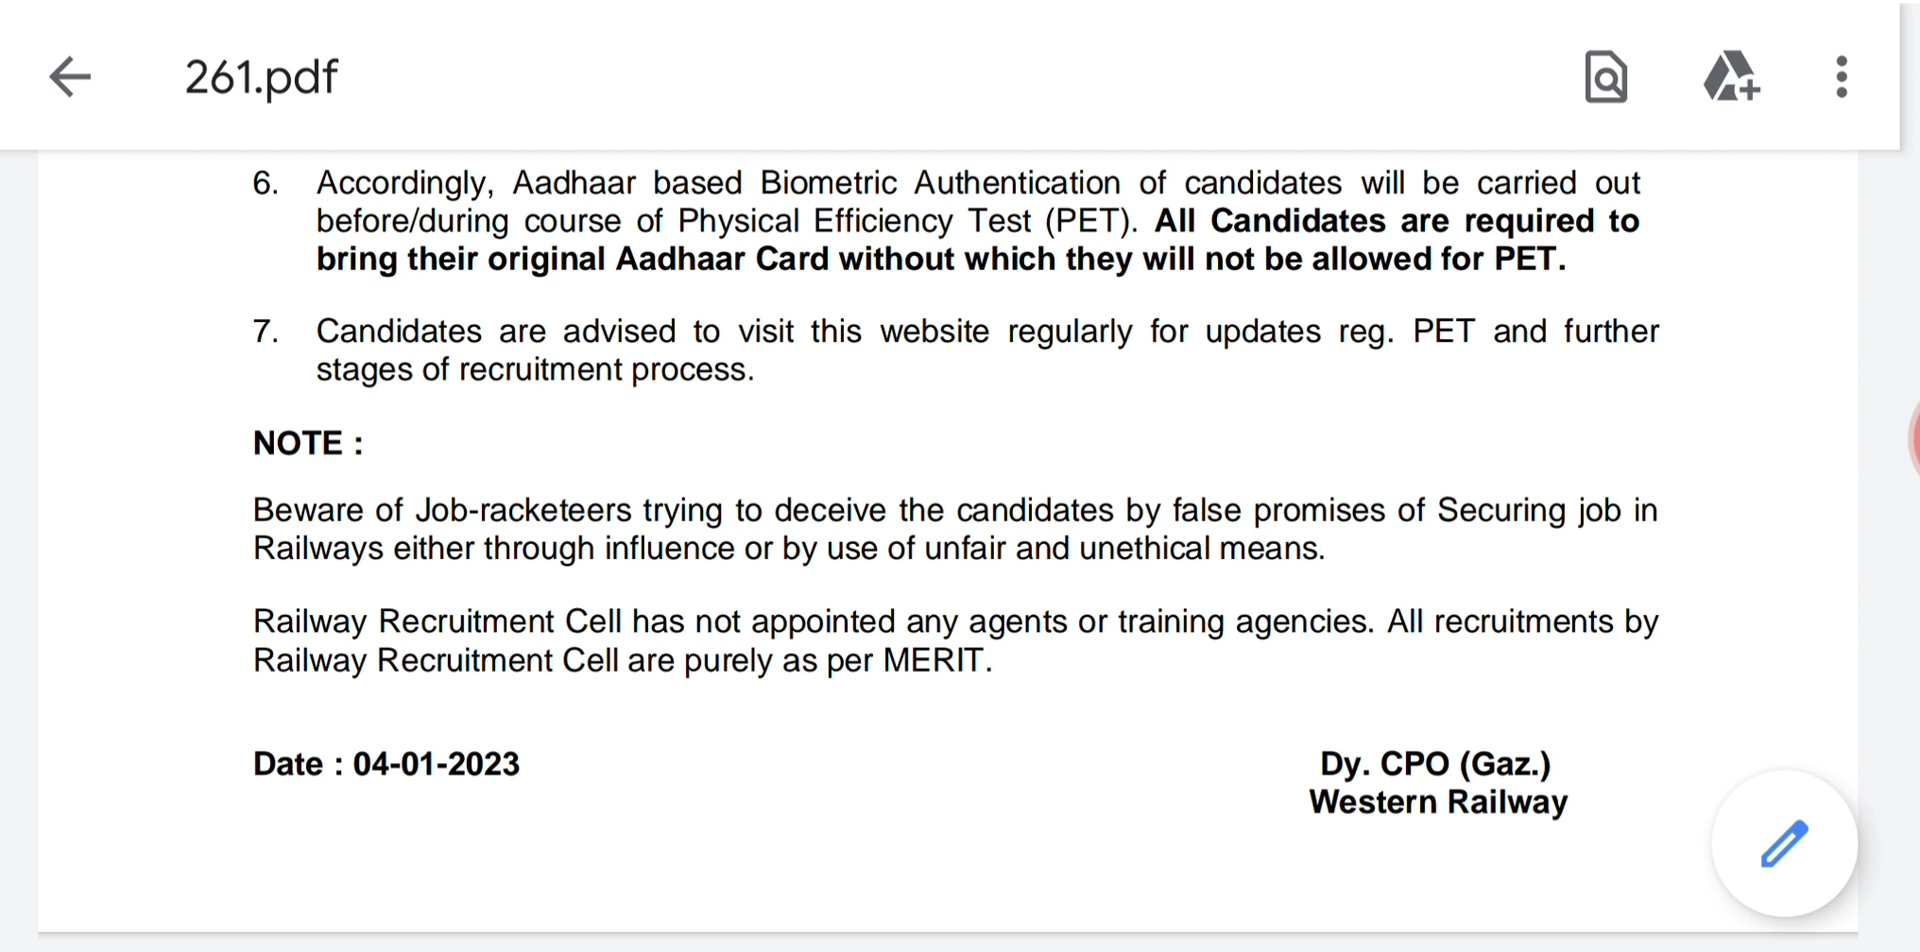 261.pdf
6. Accordingly, Aadhaar based Biometric Authentication of candidates will be carried out
before/during course of Physical Efficiency Test (PET). All Candidates are required to
bring their original Aadhaar Card without which they will not be allowed for PET.
7. Candidates are advised to visit this website regularly for updates reg. PET and further
stages of recruitment process.
NOTE :
Beware of Job-racketeers trying to deceive the candidates by false promises of Securing job in
Railways either through influence or by use of unfair and unethical means.
Railway Recruitment Cell has not appointed any agents or training agencies. All recruitments by
Railway Recruitment Cell are purely as per MERIT.
Date : 04-01-2023
Dy. CPO (Gaz.)
Western Railway